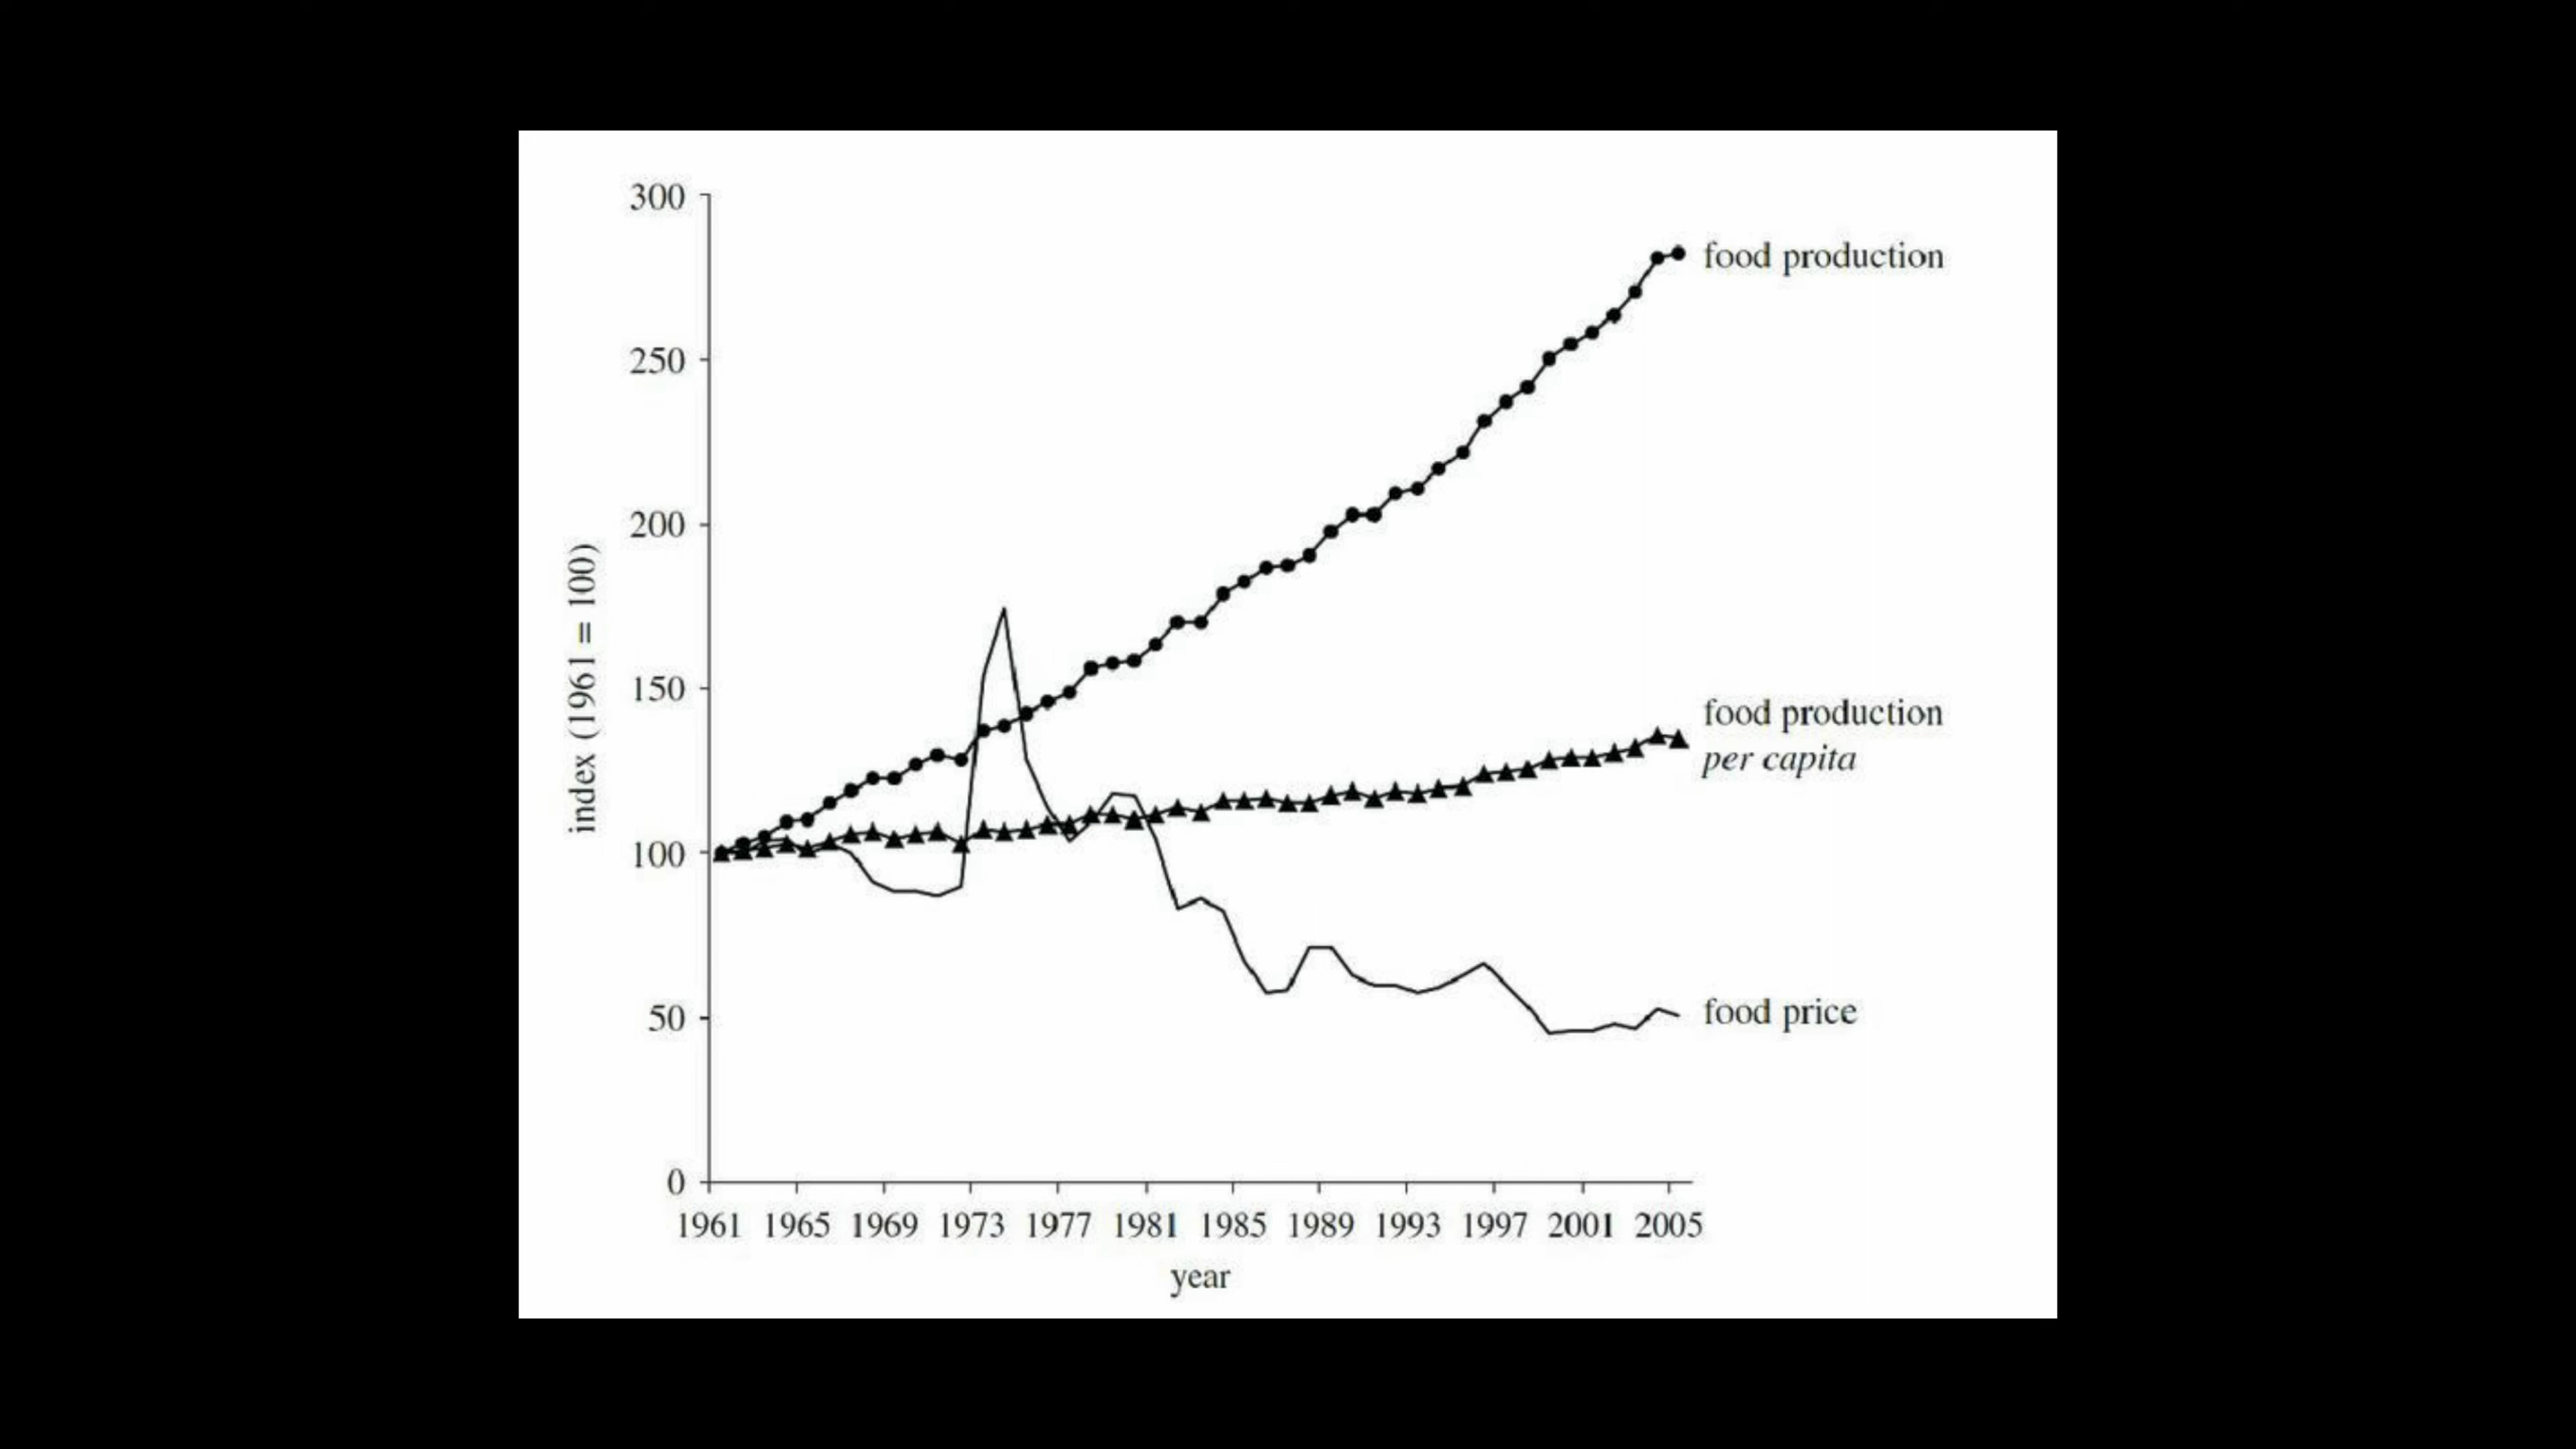 300
250
200
150
100
50
0
index (1961 = 100)
food production
food production
per capita
food price
1961 1965 1969 1973 1977 1981 1985 1989 1993 1997 2001 2005
year